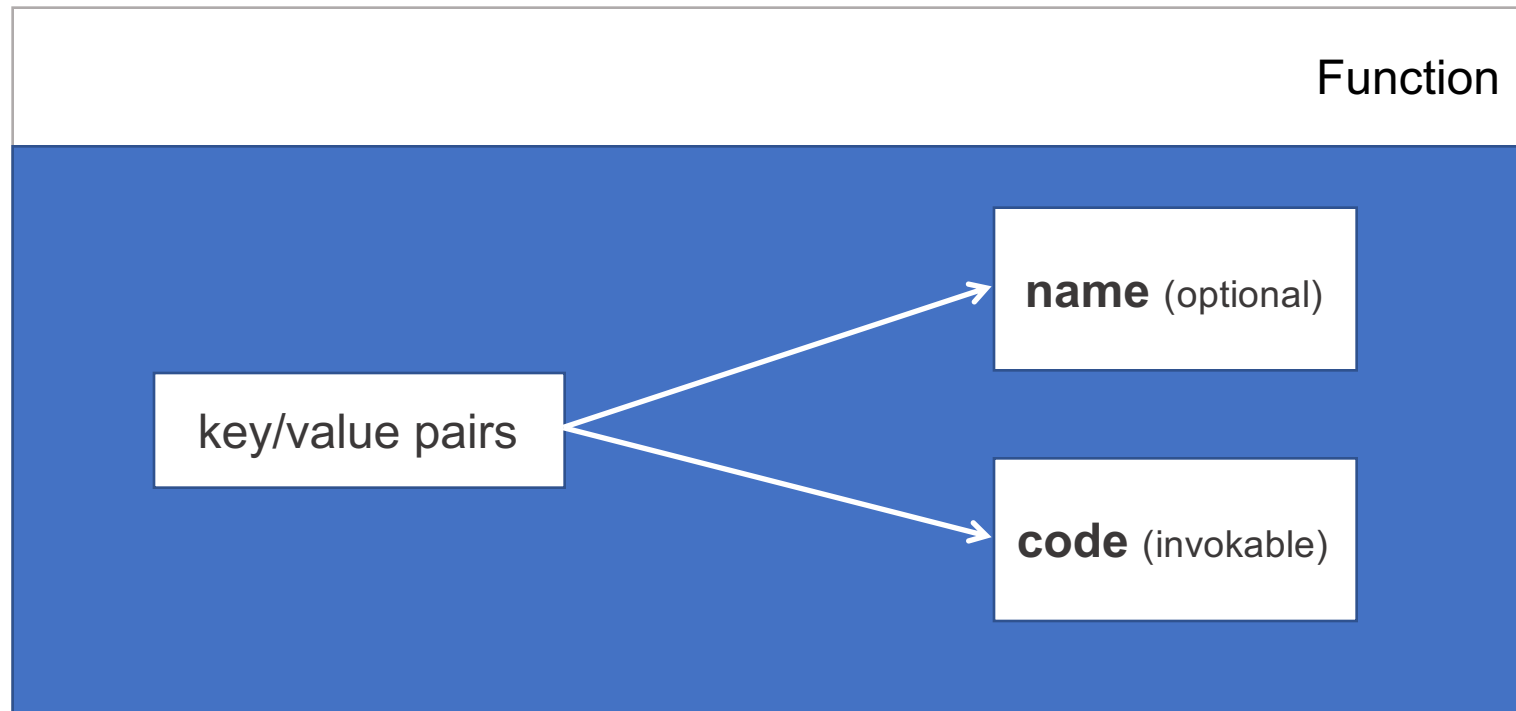 Function
name (optional)
key/value pairs
code (invokable)